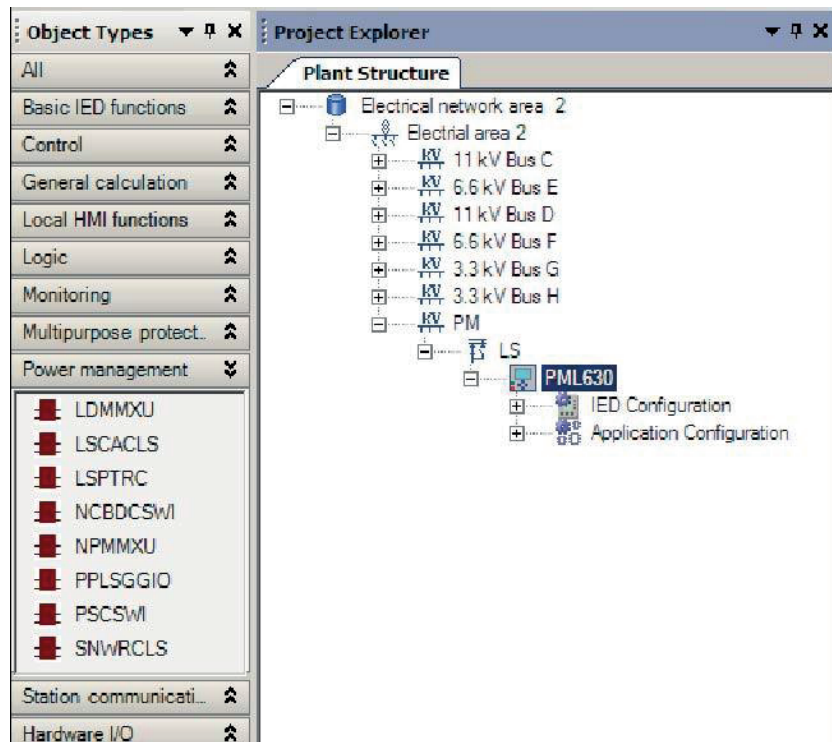 Object Types
All
Basic IED functions
Control
General calculation
Local HMI functions
Logic
Monitoring
Multipurpose protect..
Power management
LDMMXU
LSCACLS
LSPTRC
NCBDCSWI
NPMMXU
PPLSGGIO
PSCSWI
SNWRCLS
Station communicati..
Hardware I/O
Project Explorer
Plant Structure
Electrical network area 2
Electrial area 2
11 kV Bus C
6.6 kV Bus E
11 kV Bus D
6.6 kV Bus F
3.3 kV Bus G
3.3 kV Bus H
PM
LS
PML630
IED Configuration
Application Configuration